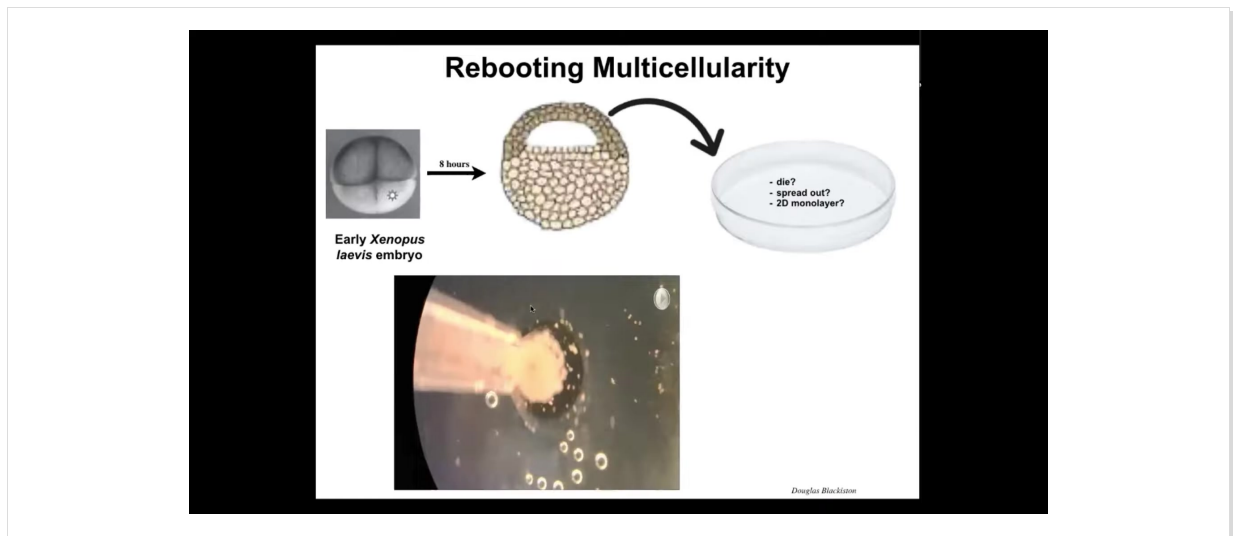 Rebooting Multicellularity
8 hours
- die?
- spread out?
- 2D monolayer?
Early Xenopus
laevis embryo
Douglas Blackiston